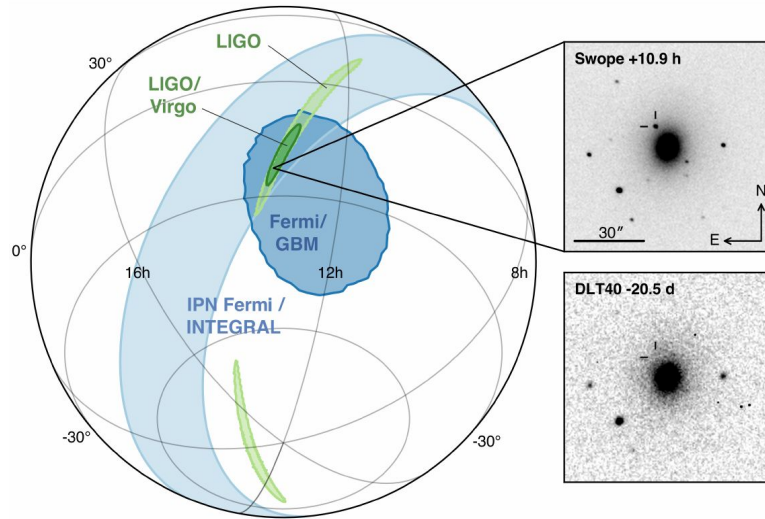 LIGO
LIGO/
Virgo
Fermi/
GBM
IPN Fermi /
INTEGRAL
30°
0°
-30°
-30°
16h
12h
8h
Swope +10.9 h
N
E
30"
DLT40 -20.5 d